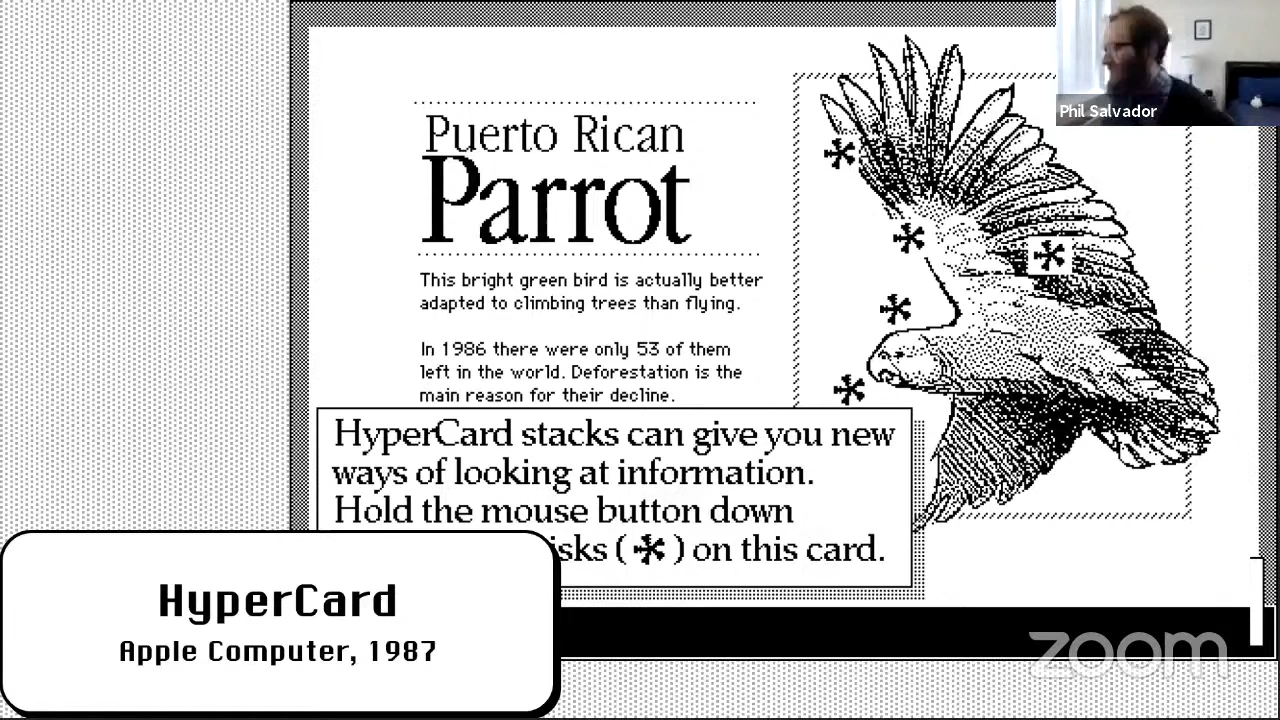 Phil Salvador
Puerto Rican
Parrot
This bright green bird is actually better
adapted to climbing trees than flying.
In 1986 there were only 53 of them
left in the world. Deforestation is the
main reason for their decline.
HyperCard stacks can give you new
ways of looking at information.
Hold the mouse button down
isks ( * ) on this card.
HyperCard
Apple Computer, 1987
zoom